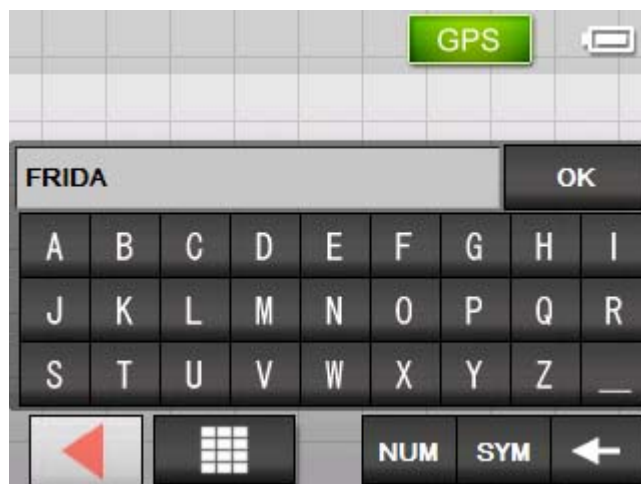 GPS
FRIDA OK
A B C D E F G H I
J K L M N O P Q R
S T U V W X Y Z _
NUM SYM